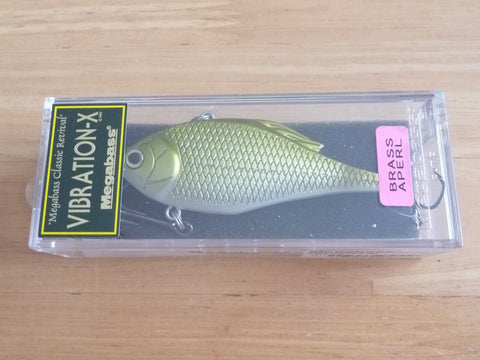 "Megabass Classic Revival"
VIBRATION-X
Megabass®
BRASS
APERL